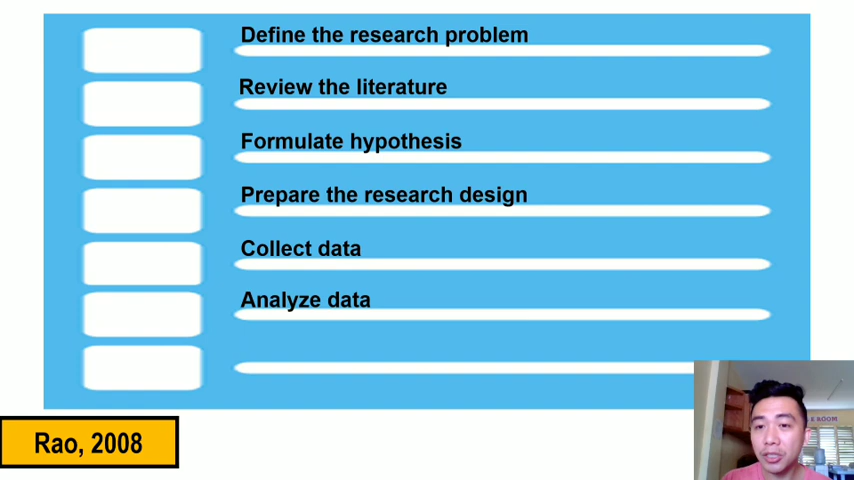 Define the research problem
Review the literature
Formulate hypothesis
Prepare the research design
Collect data
Analyze data
Rao, 2008